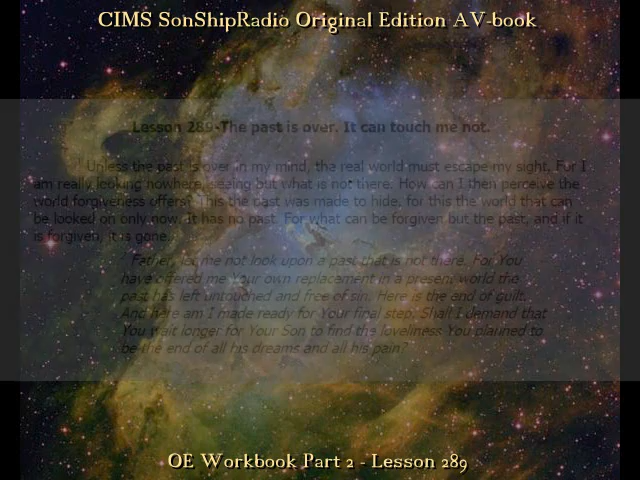 CIMS SonShipRadio Original Edition AV-book
Lesson 289-The past is over. It can touch me not.
1 Unless the past is over in my mind, the real world must escape my sight. For I
am really looking nowhere, seeing but what is not there. How can I then perceive the
world forgiveness offers? This the past was made to hide, for this the world that can
be looked on only now. It has no past. For what can be forgiven but the past, and if it
is forgiven, it is gone.
Father, let me not look upon a past that is not there. For You
have offered me Your own replacement in a present world the
past has left untouched and free of sin. Here is the end of guilt.
And here am I made ready for Your final step. Shall I demand that
You wait longer for Your Son to find the loveliness You planned to
be the end of all his dreams and all his pain?
OE Workbook Part 2 - Lesson 289